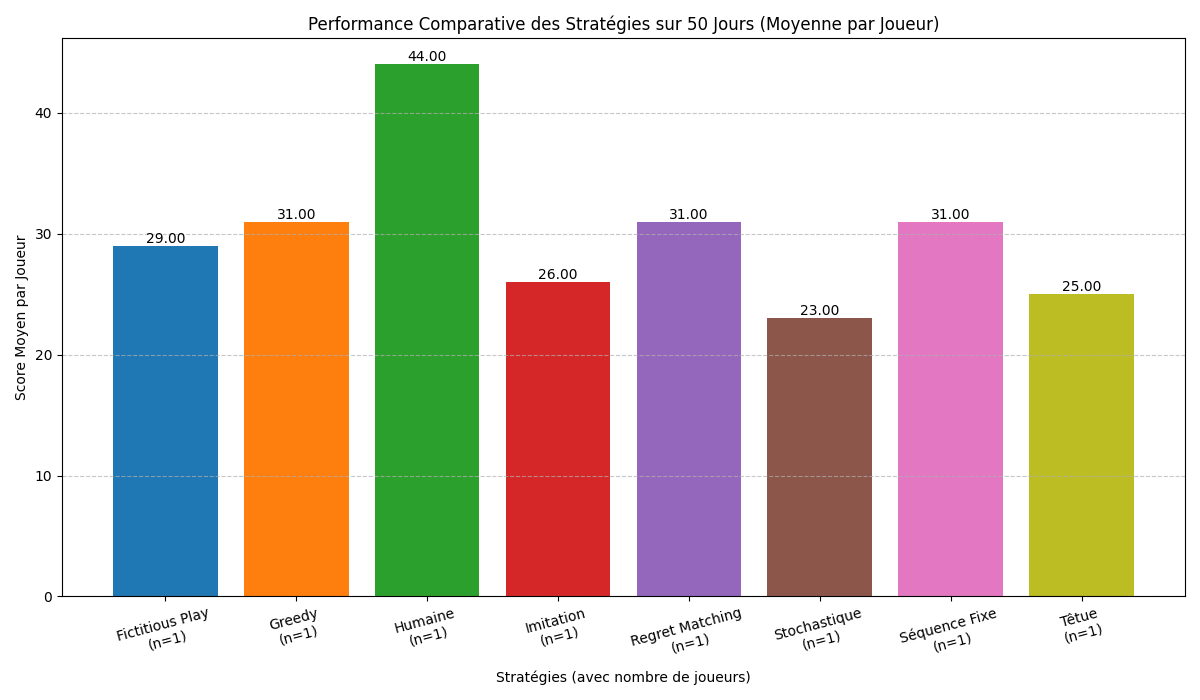 Performance Comparative des Stratégies sur 50 Jours (Moyenne par Joueur)
Score Moyen par Joueur
40
30
20
10
0
29.00
31.00
44.00
26.00
31.00
23.00
31.00
25.00
Fictitious Play
(n=1)
Greedy
(n=1)
Humaine
(n=1)
Imitation
(n=1)
Regret Matching
(n=1)
Stochastique
(n=1)
Séquence Fixe
(n=1)
Têtue
(n=1)
Stratégies (avec nombre de joueurs)